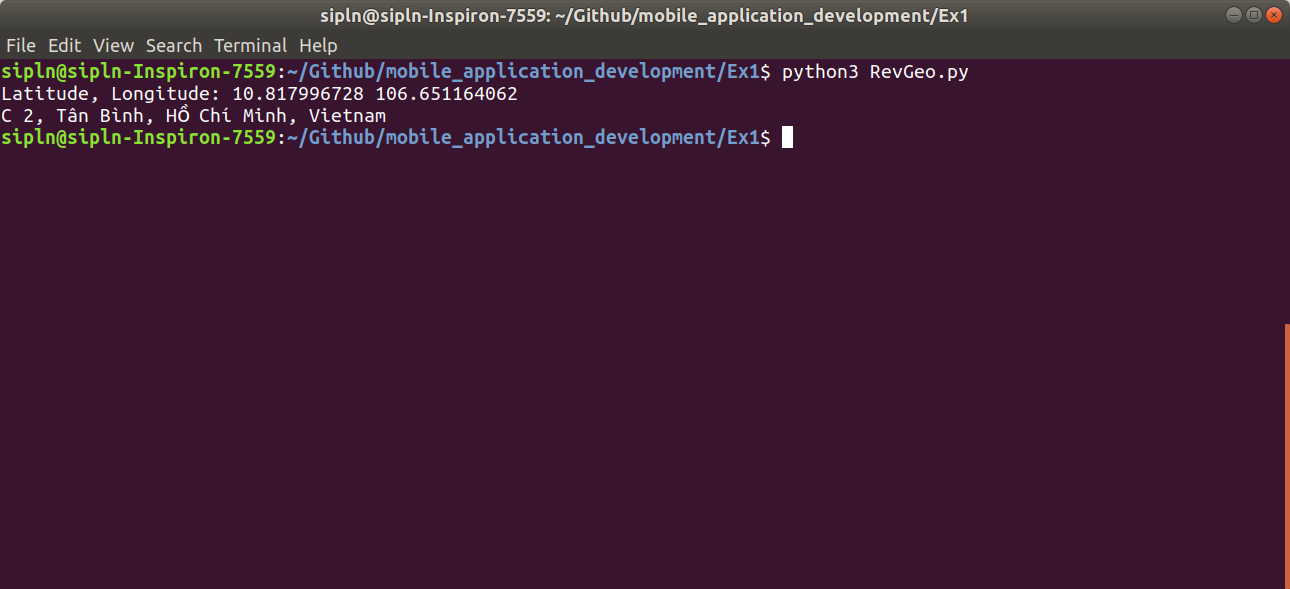 sipln@sipln-Inspiron-7559: ~/Github/mobile_application_development/Ex1
File Edit View Search Terminal Help
sipln@sipln-Inspiron-7559:~/Github/mobile_application_development/Ex1$ python3 RevGeo.py
Latitude, Longitude: 10.817996728 106.651164062
C 2, Tân Bình, HỒ Chí Minh, Vietnam
sipln@sipln-Inspiron-7559:~/Github/mobile_application_development/Ex1$